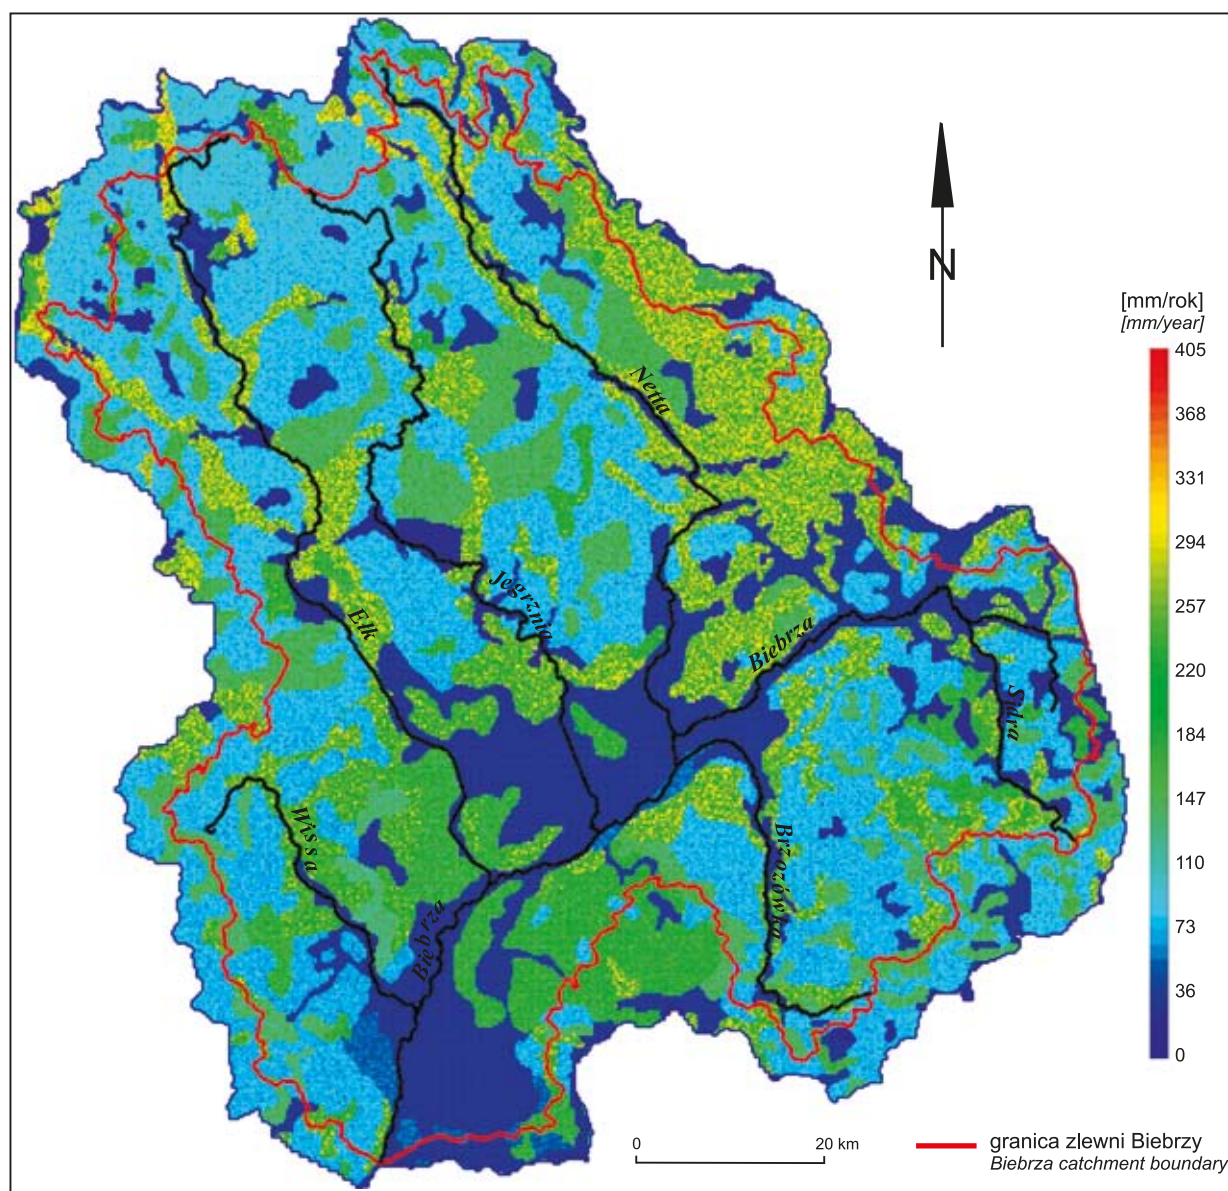 N
[mm/rok]
[mm/year]
405
368
331
294
257
220
184
147
110
73
36
0
Netta
Jegrznia
Ełk
Biebrza
Sidra
Wissa
Brzozówka
Biebrza
0 20 km
granica zlewni Biebrzy
Biebrza catchment boundary